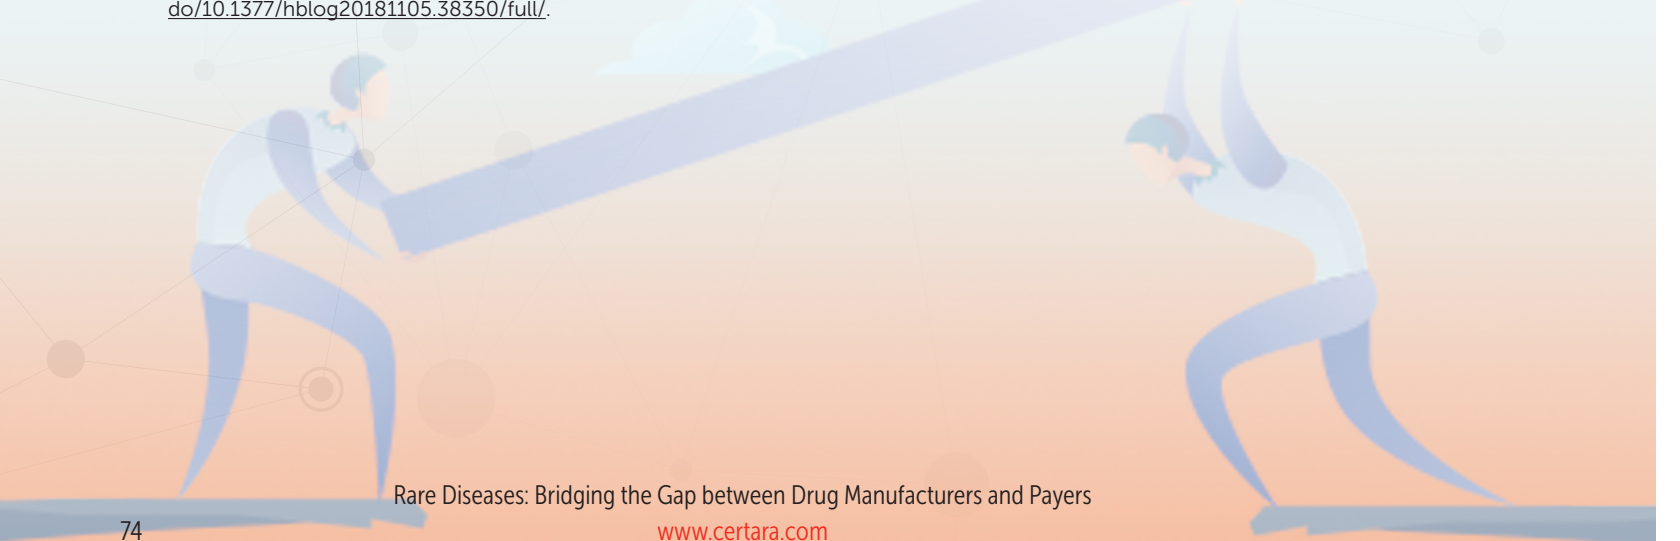 do/10.1377/hblog20181105.38350/full/.
Rare Diseases: Bridging the Gap between Drug Manufacturers and Payers
74
www.certara.com